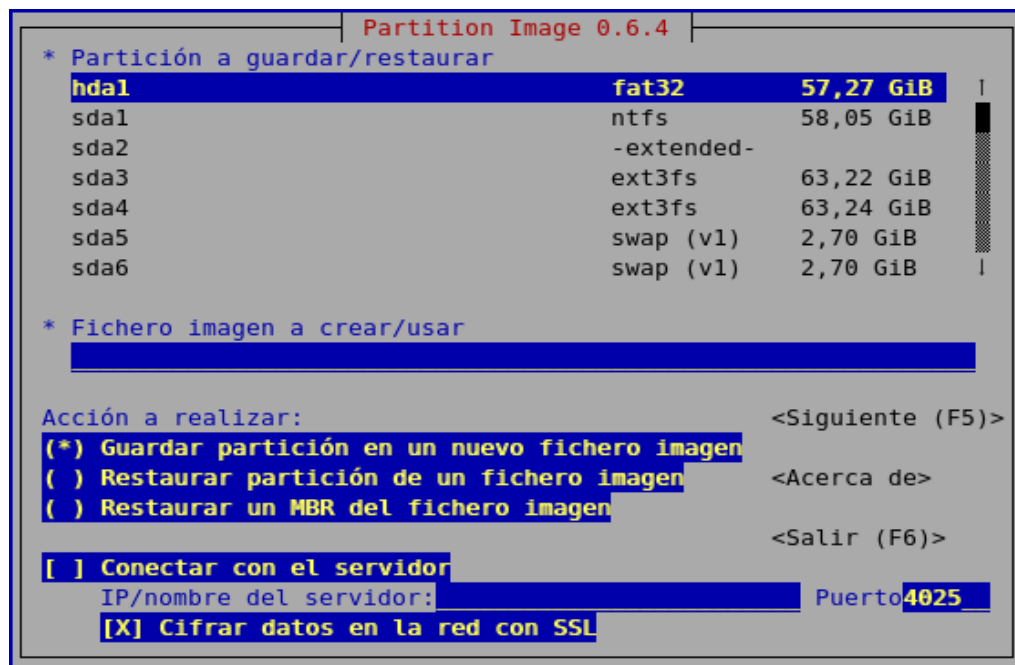 Partition Image 0.6.4
* Partición a guardar/restaurar
hda1 fat32 57,27 GiB
sda1 ntfs 58,05 GiB
sda2 -extended-
sda3 ext3fs 63,22 GiB
sda4 ext3fs 63,24 GiB
sda5 swap (v1) 2,70 GiB
sda6 swap (v1) 2,70 GiB
* Fichero imagen a crear/usar
Acción a realizar: <Siguiente (F5)>
(*) Guardar partición en un nuevo fichero imagen
( ) Restaurar partición de un fichero imagen <Acerca de>
( ) Restaurar un MBR del fichero imagen
<Salir (F6)>
[ ] Conectar con el servidor
IP/nombre del servidor: Puerto 4025
[X] Cifrar datos en la red con SSL